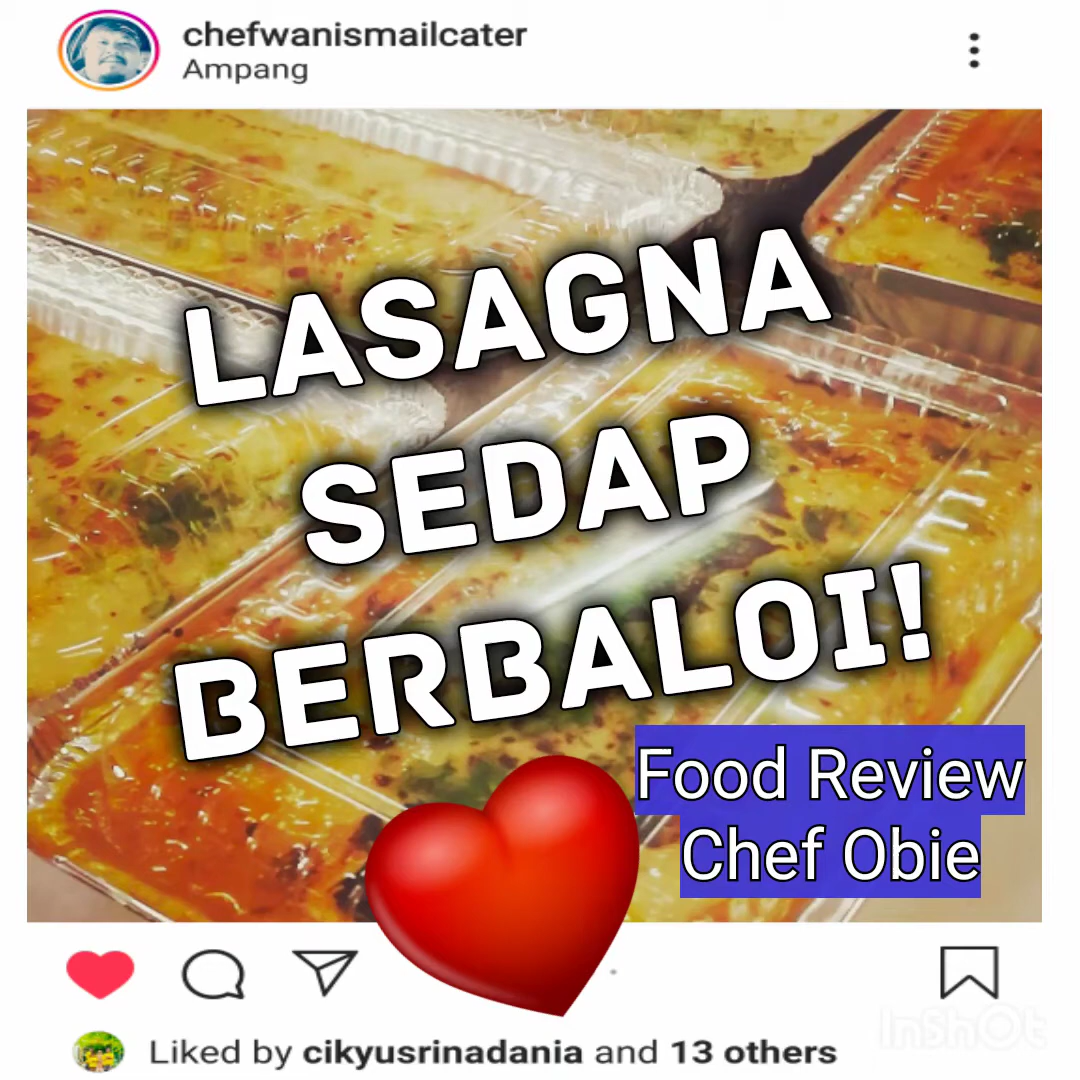 chefwanismailcater
Ampang
LASAGNA
SEDAP
BERBALOI!
Food Review
Chef Obie
Liked by cikyusrinadania and 13 others
InShOt